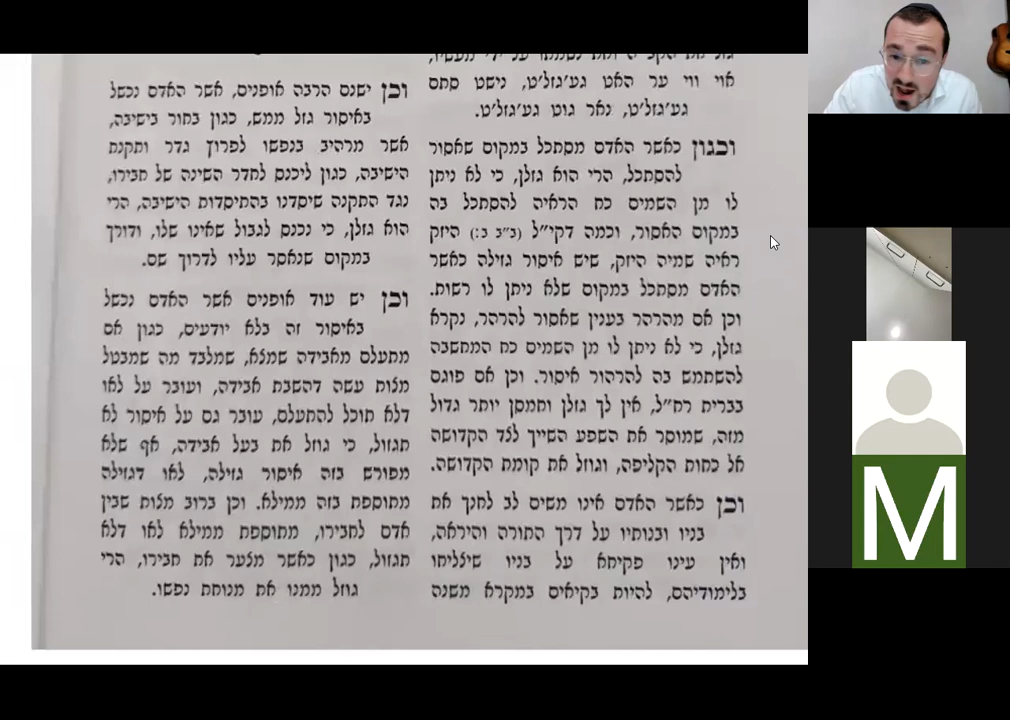 אוי ווי ער האט גע'גזל'ט, נישט סתם
גע'גזל'ט, נאר גוט גע'גזל'ט.
וכגון כאשר האדם מסתכל במקום שאסור
להסתכל, הרי הוא גזלן, כי לא ניתן
לו מן השמים כח הראיה להסתכל בה
במקום האסור, וכמה דקי״ל (ב״ב ב:) היזק
ראיה שמיה היזק, שיש איסור גזילה כאשר
האדם מסתכל במקום שלא ניתן לו רשות.
וכן אם מהרהר בענין שאסור להרהר, נקרא
גזלן, כי לא ניתן לו מן השמים כח המחשבה
להשתמש בה להרהור איסור. וכן אם פוגם
בברית רח״ל, אין לך גזלן וחמסן יותר גדול
מזה, שמוסר את השפע השייך לצד הקדושה
אל כחות הקליפה, וגוזל את קומת הקדושה.
וכן כאשר האדם אינו משים לב לחנך את
בניו ובנותיו על דרך התורה והיראה,
ואין עינו פקיחא על בניו שיצליחו
בלימודיהם, להיות בקיאים במקרא משנה
וכן ישנם הרבה אופנים, אשר האדם נכשל
באיסור גזל ממש, כגון בחור בישיבה,
אשר מרהיב בנפשו לפרוץ גדר ותקנת
הישיבה, כגון ליכנס לחדר השינה של חבירו,
נגד התקנה שיסדנו בהתיסדות הישיבה, הרי
הוא גזלן, כי נכנס לגבול שאינו שלו, ודורך
במקום שנאסר עליו לדרוך שם.
וכן יש עוד אופנים אשר האדם נכשל
באיסור זה בלא יודעים, כגון אם
מתעלם מאבידה שמצא, שמלבד מה שמבטל
מצות עשה דהשבת אבידה, ועובר על לאו
דלא תוכל להתעלם, עובר גם על איסור לא
תגזול, כי גוזל את בעל אבידה, אף שלא
מפורש בזה איסור גזילה, לאו דגזילה
מתוספת בזה ממילא. וכן ברוב מצות שבין
אדם לחבירו, מתוספת ממילא לאו דלא
תגזול, כגון כאשר מצער את חבירו, הרי
גוזל ממנו את מנוחת נפשו.
M